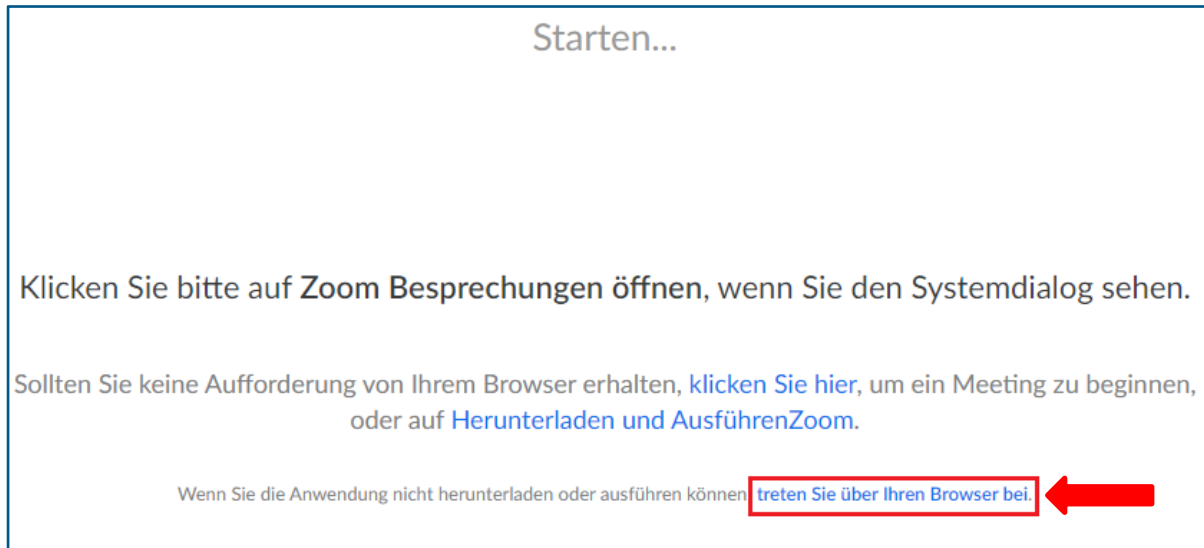 Starten...
Klicken Sie bitte auf Zoom Besprechungen öffnen, wenn Sie den Systemdialog sehen.
Sollten Sie keine Aufforderung von Ihrem Browser erhalten, klicken Sie hier, um ein Meeting zu beginnen,
oder auf Herunterladen und AusführenZoom.
Wenn Sie die Anwendung nicht herunterladen oder ausführen können treten Sie über Ihren Browser bei.